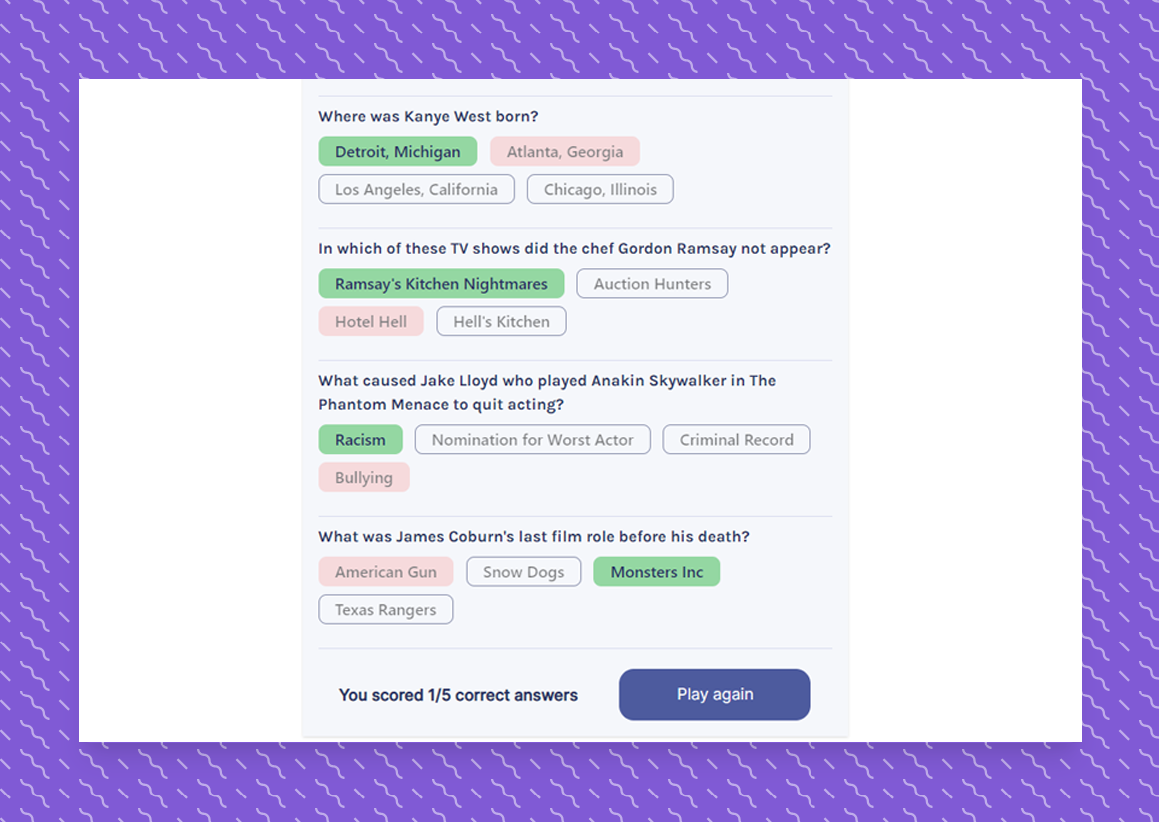 Where was Kanye West born?
Detroit, Michigan Atlanta, Georgia
Los Angeles, California Chicago, Illinois
In which of these TV shows did the chef Gordon Ramsay not appear?
Ramsay's Kitchen Nightmares Auction Hunters
Hotel Hell Hell's Kitchen
What caused Jake Lloyd who played Anakin Skywalker in The
Phantom Menace to quit acting?
Racism Nomination for Worst Actor Criminal Record
Bullying
What was James Coburn's last film role before his death?
American Gun Snow Dogs Monsters Inc
Texas Rangers
You scored 1/5 correct answers Play again